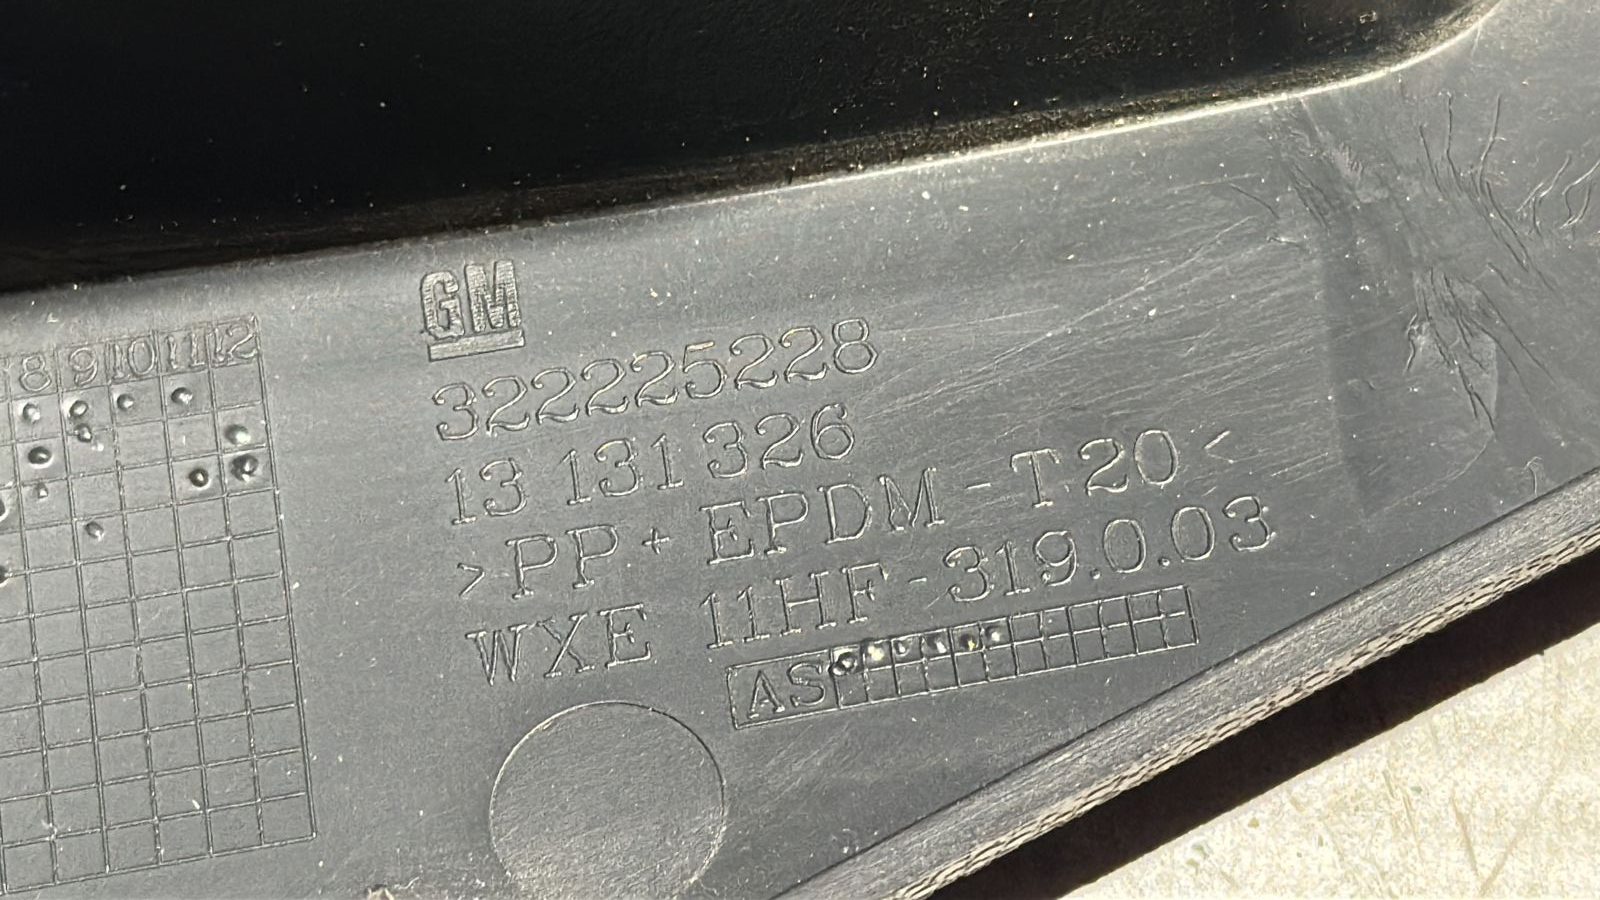 GM
322225228
13 131 326
>PP+ EPDM-T20<
WXE 11HF-319.0.03
AS
8 9 10 11 12